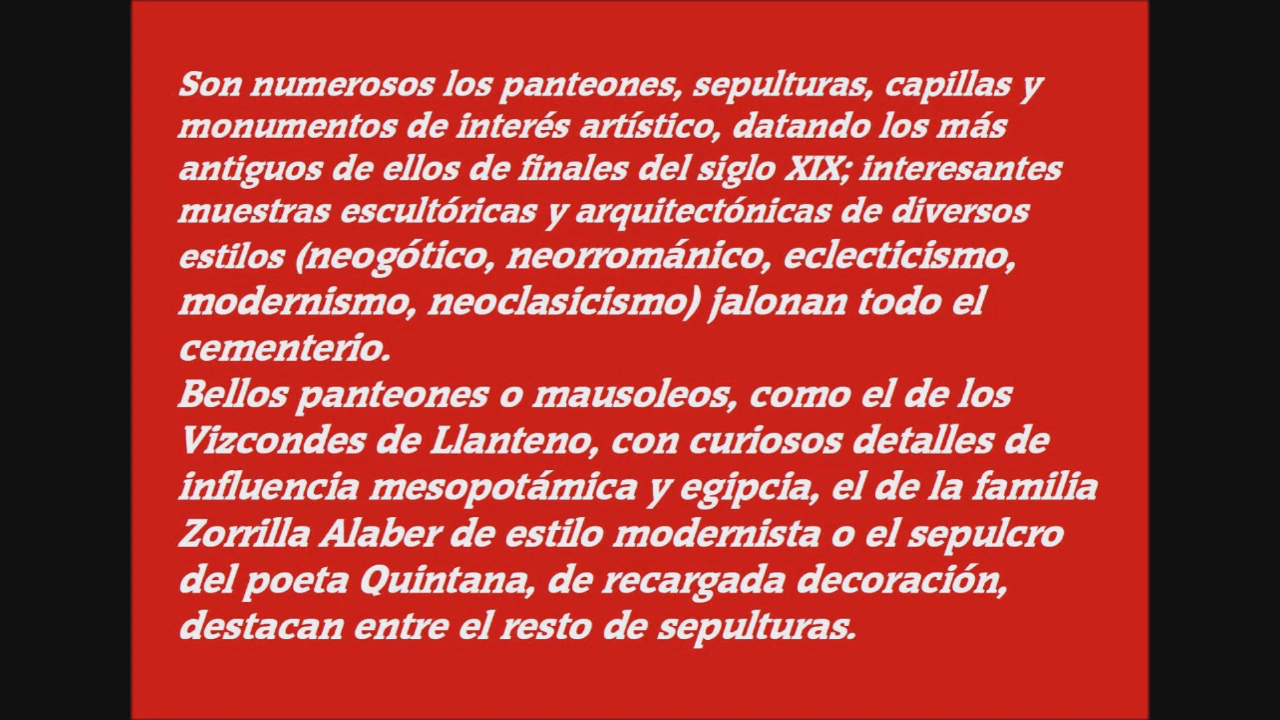 Son numerosos los panteones, sepulturas, capillas y
monumentos de interés artístico, datando los más
antiguos de ellos de finales del siglo XIX; interesantes
muestras escultóricas y arquitectónicas de diversos
estilos (neogótico, neorrománico, eclecticismo,
modernismo, neoclasicismo) jalonan todo el
cementerio.
Bellos panteones o mausoleos, como el de los
Vizcondes de Llanteno, con curiosos detalles de
influencia mesopotámica y egipcia, el de la familia
Zorrilla Alaber de estilo modernista o el sepulcro
del poeta Quintana, de recargada decoración,
destacan entre el resto de sepulturas.